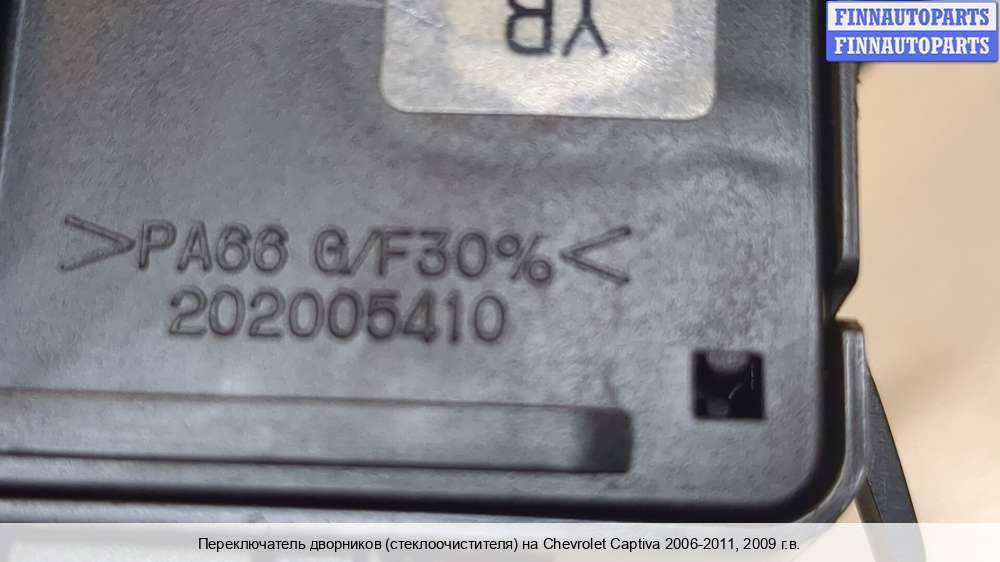 FINNAUTOPARTS
FINNAUTOPARTS
YB
>PA66 G/F30%<
202005410
Переключатель дворников (стеклоочистителя) на Chevrolet Captiva 2006-2011, 2009 г.в.